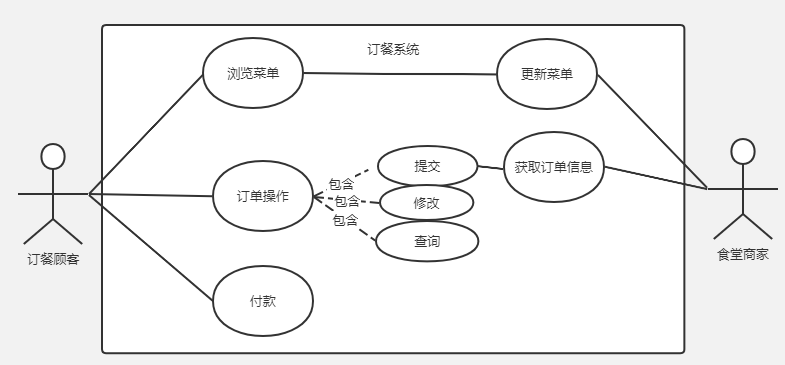 订餐系统
浏览菜单
更新菜单
提交
获取订单信息
包含
订单操作
包含
修改
包含
查询
订餐顾客
食堂商家
付款